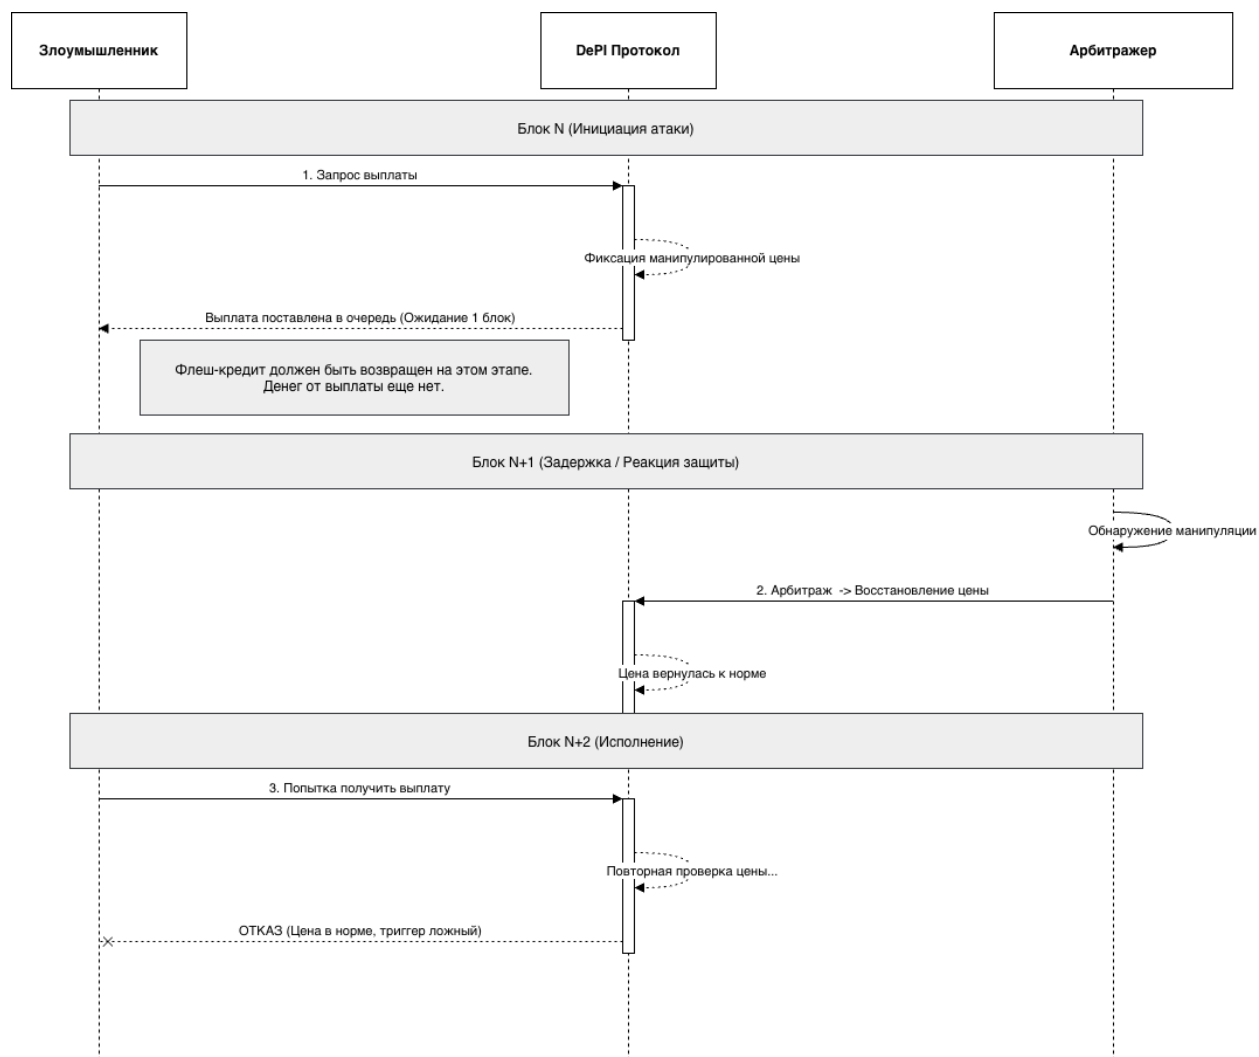 Злоумышленник
DePI Протокол
Арбитражер
Блок N (Инициация атаки)
1. Запрос выплаты
Фиксация манипулированной цены
Выплата поставлена в очередь (Ожидание 1 блок)
Флеш-кредит должен быть возвращен на этом этапе.
Денег от выплаты еще нет.
Блок N+1 (Задержка / Реакция защиты)
Обнаружение манипуляции
2. Арбитраж -> Восстановление цены
Цена вернулась к норме
Блок N+2 (Исполнение)
3. Попытка получить выплату
Повторная проверка цены...
ОТКАЗ (Цена в норме, триггер ложный)